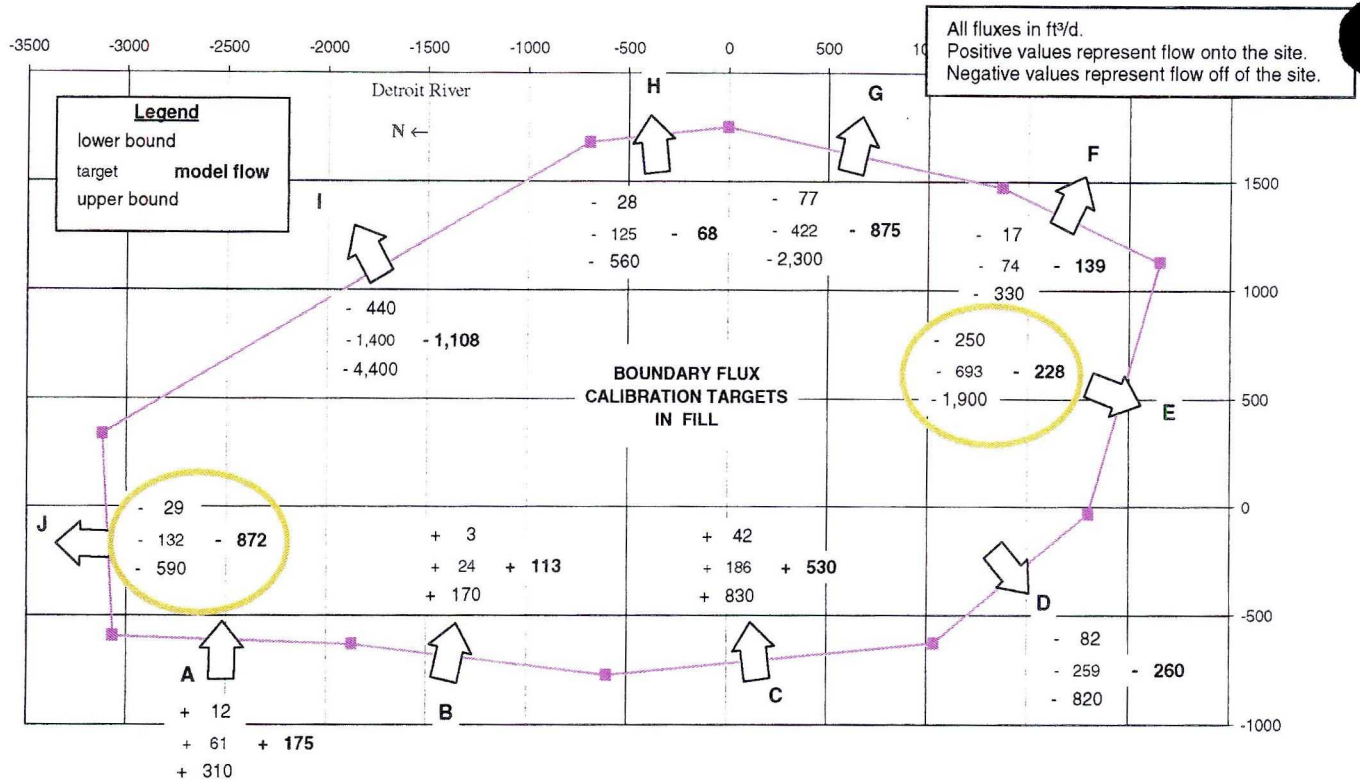 All fluxes in ft³/d.
Positive values represent flow onto the site.
Negative values represent flow off of the site.
-3500 -3000 -2500 -2000 -1500 -1000 -500 0 500
Legend
lower bound
target model flow
upper bound
Detroit River
N ←
H
G
F
I
1500
- 28
- 125 - 68
- 560
- 77
- 422 - 875
- 2,300
- 17
- 74 - 139
- 330
1000
- 440
- 1,400 - 1,108
- 4,400
BOUNDARY FLUX
CALIBRATION TARGETS
IN FILL
- 250
- 693 - 228
- 1,900
500
E
J
- 29
- 132 - 872
- 590
+ 3
+ 24 + 113
+ 170
+ 42
+ 186 + 530
+ 830
0
D
-500
A
B
C
+ 12
+ 61 + 175
+ 310
- 82
- 259 - 260
- 820
-1000